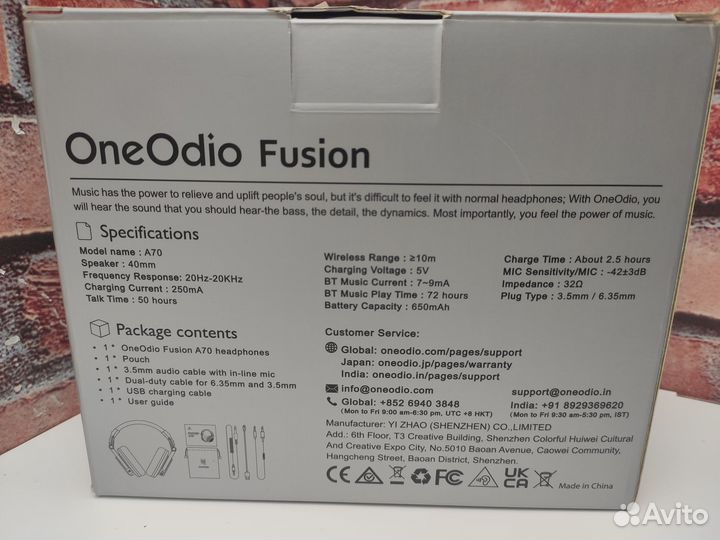 OneOdio Fusion
Music has the power to relieve and uplift people's soul, but it's difficult to feel it with normal headphones; With OneOdio, you
will hear the sound that you should hear-the bass, the detail, the dynamics. Most importantly, you feel the power of music.
Specifications
Model name : A70
Speaker : 40mm
Frequency Response: 20Hz-20KHz
Charging Current : 250mA
Talk Time : 50 hours
Wireless Range : ≥10m
Charging Voltage : 5V
BT Music Current : 7~9mA
BT Music Play Time : 72 hours
Battery Capacity : 650mAh
Charge Time : About 2.5 hours
MIC Sensitivity/MIC : -42±3dB
Impedance : 32Ω
Plug Type : 3.5mm / 6.35mm
Package contents
• 1* OneOdio Fusion A70 headphones
• 1* Pouch
• 1* 3.5mm audio cable with in-line mic
• 1* Dual-duty cable for 6.35mm and 3.5mm
• 1* USB charging cable
• 1* User guide
Customer Service:
Global: oneodio.com/pages/support
Japan: oneodio.jp/pages/warranty
India: oneodio.in/pages/support
info@oneodio.com
support@oneodio.in
Global: +852 6940 3848
(Mon to Fri 9:00 am-6:30 pm, UTC +8 HKT)
India: +91 8929369620
(Mon to Fri 9:30 am-5:30 pm, IST)
Manufacturer: YI ZHAO (SHENZHEN) CO.,LIMITED
Add.: 6th Floor, T3 Creative Building, Shenzhen Colorful Huiwei Cultural
And Creative Expo City, No.5010 Baoan Avenue, Caowei Community,
Hangcheng Street, Baoan District, Shenzhen.
CE FC UK CA Made in China
Avito